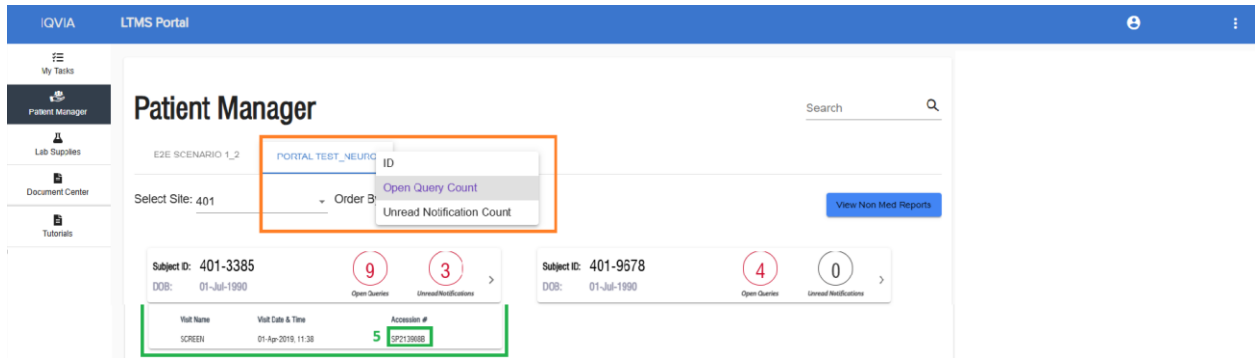 IQVIA LTMS Portal
My Tasks
Patient Manager
Lab Supplies
Document Center
Tutorials
Patient Manager
Search
E2E SCENARIO 1_2 PORTAL TEST_NEURO
ID
Open Query Count
Unread Notification Count
Select Site: 401 Order B
View Non Med Reports
Subject ID: 401-3385 9 3 >
DOB: 01-Jul-1990 Open Queries Unread Notifications
Subject ID: 401-9678 4 0 >
DOB: 01-Jul-1990 Open Queries Unread Notifications
Visit Name Visit Date & Time Accession #
SCREEN 01-Apr-2019, 11:38 5 SP213968B